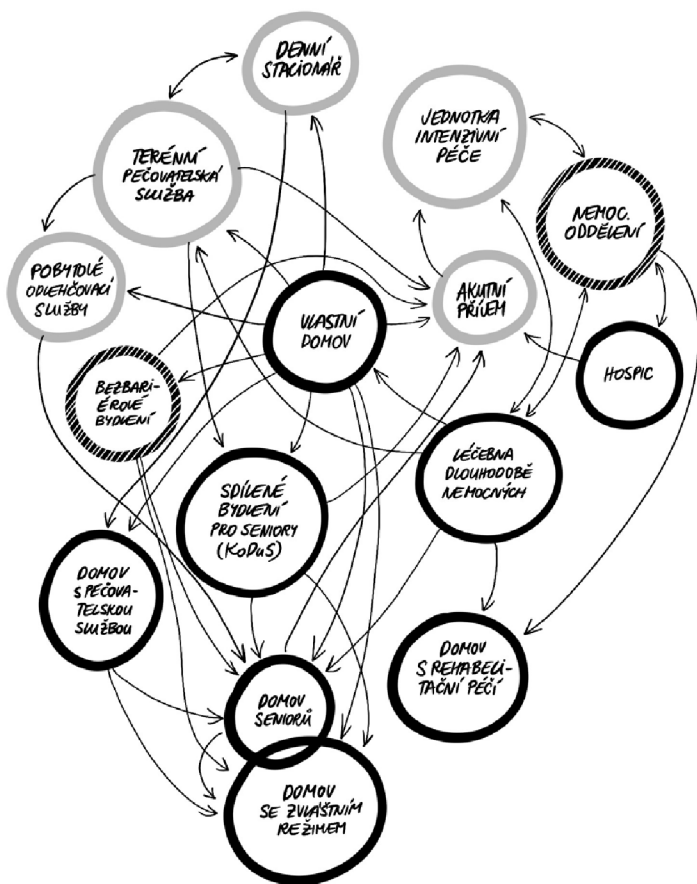 DENNÍ
STACIONÁŘ
JEDNOTKA
INTENZIVNÍ
PÉČE
TERÉNNÍ
PEČOVATELSKÁ
SLUŽBA
NEMOC.
ODDĚLENÍ
POBYTOLÉ
ODLEHČOVACÍ
SLUŽBY
VLASTNÍ
DOMOV
AKUTNÍ
PŘÍJEM
HOSPIC
BEZBARI-
ÉROVÉ
BYDLENÍ
LÉČEBNA
DLOUHODOBĚ
NEMOCNÝCH
SDÍLENÉ
BYDLENÍ
PRO SENIORY
(KoDuS)
DOMOV
S PEČOVA-
TELSKOU
SLUŽBOU
DOMOV
S REHABELI-
TAČNÍ PÉČÍ
DOMOV
SENIORŮ
DOMOV
SE ZVLÁŠTNÍM
REŽIMEM